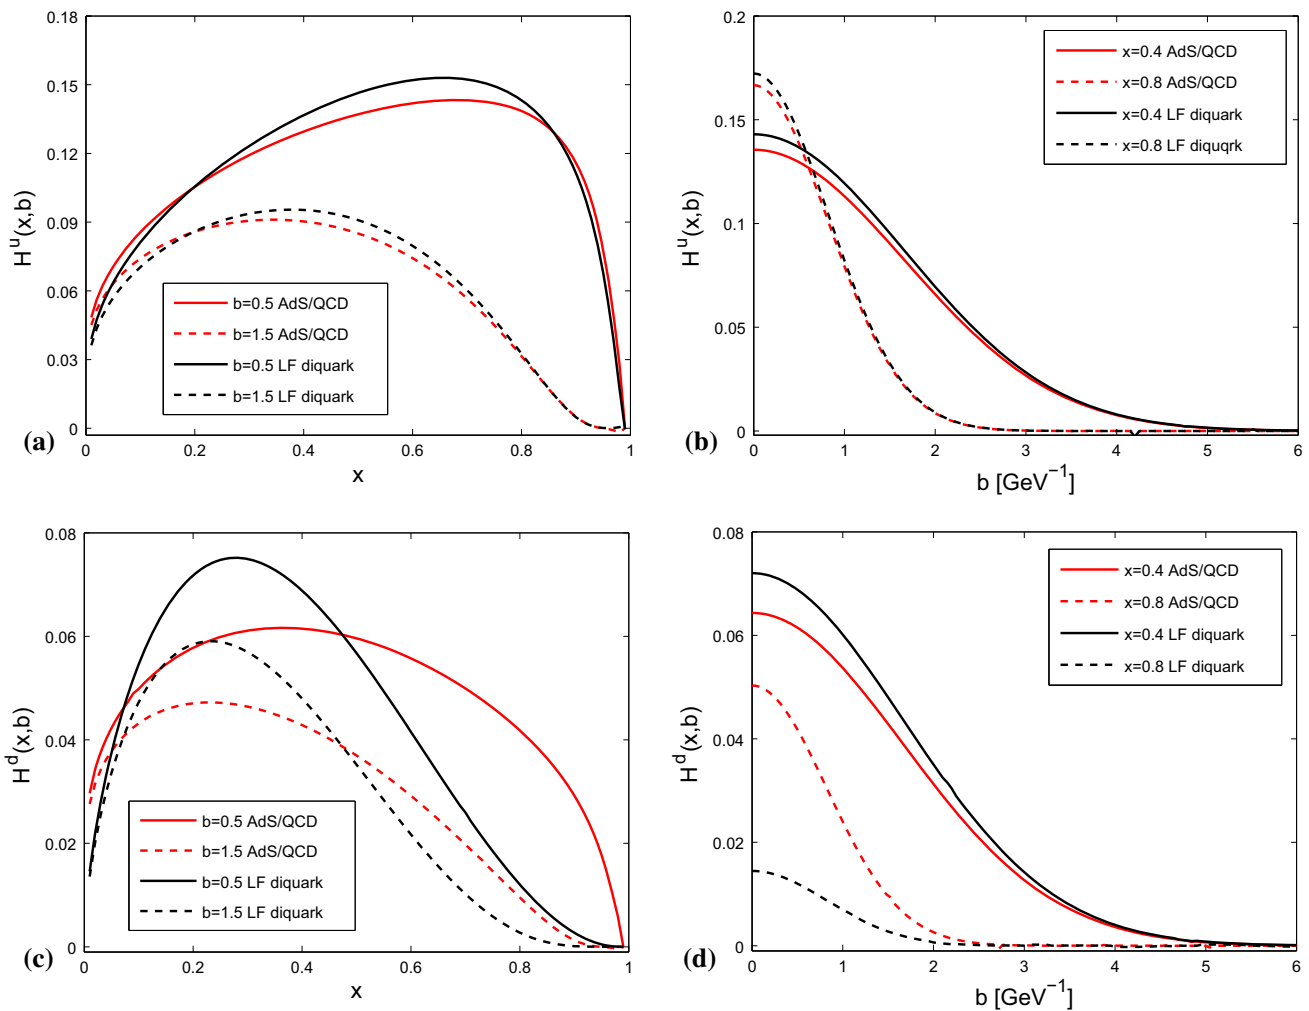 0.18
0.15
0.12
0.09
0.06
0.03
0
H^u(x,b)
b=0.5 AdS/QCD
b=1.5 AdS/QCD
b=0.5 LF diquark
b=1.5 LF diquark
0 0.2 0.4 0.6 0.8 1
x
(a)
0.2
0.15
0.1
0.05
0
H^u(x,b)
x=0.4 AdS/QCD
x=0.8 AdS/QCD
x=0.4 LF diquark
x=0.8 LF diquqrk
0 1 2 3 4 5 6
b [GeV^-1]
(b)
0.08
0.06
0.04
0.02
0
H^d(x,b)
b=0.5 AdS/QCD
b=1.5 AdS/QCD
b=0.5 LF diquark
b=1.5 LF diquark
0 0.2 0.4 0.6 0.8 1
x
(c)
0.08
0.06
0.04
0.02
0
H^d(x,b)
x=0.4 AdS/QCD
x=0.8 AdS/QCD
x=0.4 LF diquark
x=0.8 LF diquark
0 1 2 3 4 5 6
b [GeV^-1]
(d)